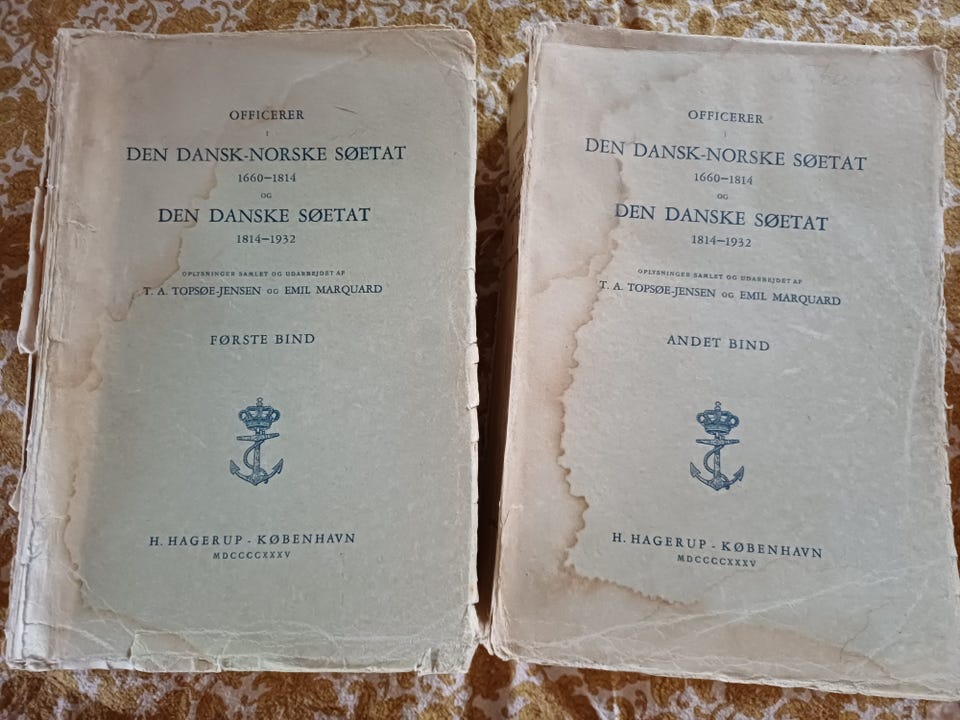 OFFICERER
I
DEN DANSK-NORSKE SØETAT
1660–1814
OG
DEN DANSKE SØETAT
1814–1932
OPLYSNINGER SAMLET OG UDARBEJDET AF
T. A. TOPSØE-JENSEN OG EMIL MARQUARD
FØRSTE BIND
H. HAGERUP - KØBENHAVN
MDCCCCXXXV
OFFICERER
I
DEN DANSK-NORSKE SØETAT
1660–1814
OG
DEN DANSKE SØETAT
1814–1932
OPLYSNINGER SAMLET OG UDARBEJDET AF
T. A. TOPSØE-JENSEN OG EMIL MARQUARD
ANDET BIND
H. HAGERUP - KØBENHAVN
MDCCCCXXXV